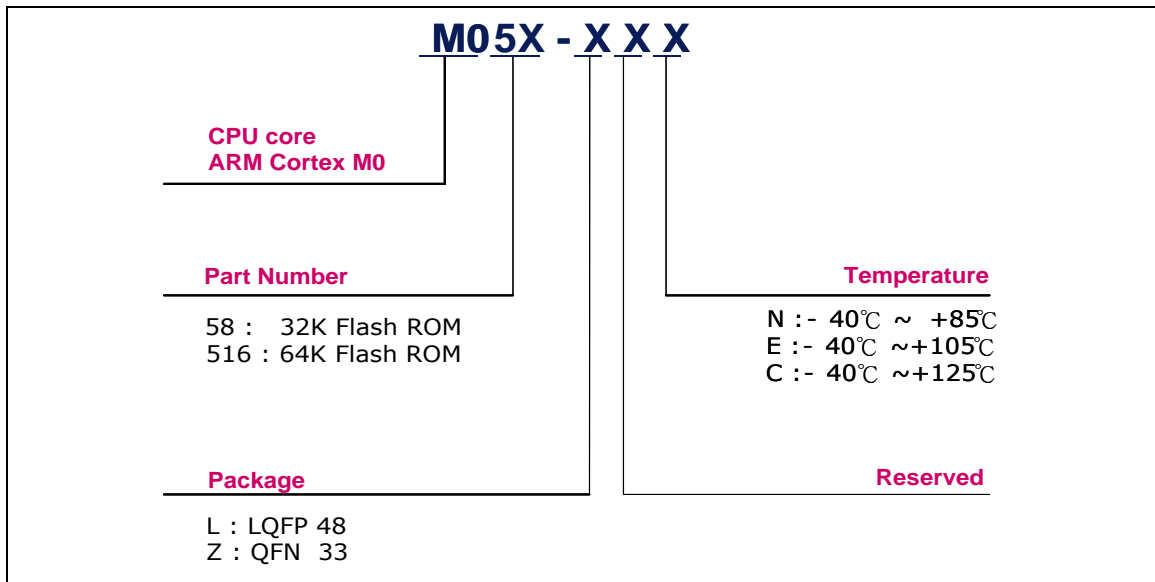 M05X - X X X
CPU core
ARM Cortex M0
Part Number
58 : 32K Flash ROM
516 : 64K Flash ROM
Temperature
N :- 40℃ ~ +85℃
E :- 40℃ ~+105℃
C :- 40℃ ~+125℃
Package
L : LQFP 48
Z : QFN 33
Reserved